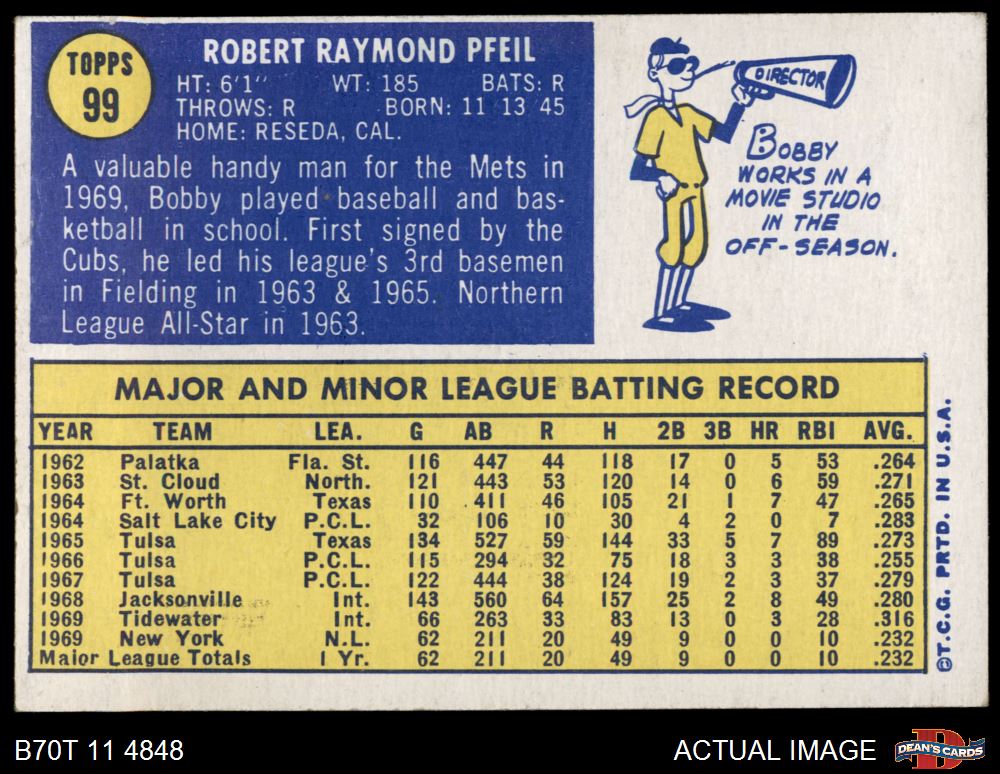 TOPPS
99
ROBERT RAYMOND PFEIL
HT: 6'1" WT: 185 BATS: R
THROWS: R BORN: 11 13 45
HOME: RESEDA, CAL.
A valuable handy man for the Mets in
1969, Bobby played baseball and bas-
ketball in school. First signed by the
Cubs, he led his league's 3rd basemen
in Fielding in 1963 & 1965. Northern
League All-Star in 1963.
DIRECTOR
BOBBY
WORKS IN A
MOVIE STUDIO
IN THE
OFF-SEASON.
MAJOR AND MINOR LEAGUE BATTING RECORD
YEAR TEAM LEA. G AB R H 2B 3B HR RBI AVG.
1962 Palatka Fla. St. 116 447 44 118 17 0 5 53 .264
1963 St. Cloud North. 121 443 53 120 14 0 6 59 .271
1964 Ft. Worth Texas 110 411 46 105 21 1 7 47 .265
1964 Salt Lake City P.C.L. 32 106 10 30 4 2 0 7 .283
1965 Tulsa Texas 134 527 59 144 33 5 7 89 .273
1966 Tulsa P.C.L. 115 294 32 75 18 3 3 38 .255
1967 Tulsa P.C.L. 122 444 38 124 19 2 3 37 .279
1968 Jacksonville Int. 143 560 64 157 25 2 8 49 .280
1969 Tidewater Int. 66 263 33 83 13 0 3 28 .316
1969 New York N.L. 62 211 20 49 9 0 0 10 .232
Major League Totals 1 Yr. 62 211 20 49 9 0 0 10 .232
©T.C.G. PRTD. IN U.S.A.
B70T 11 4848
ACTUAL IMAGE
D
DEAN'S CARDS